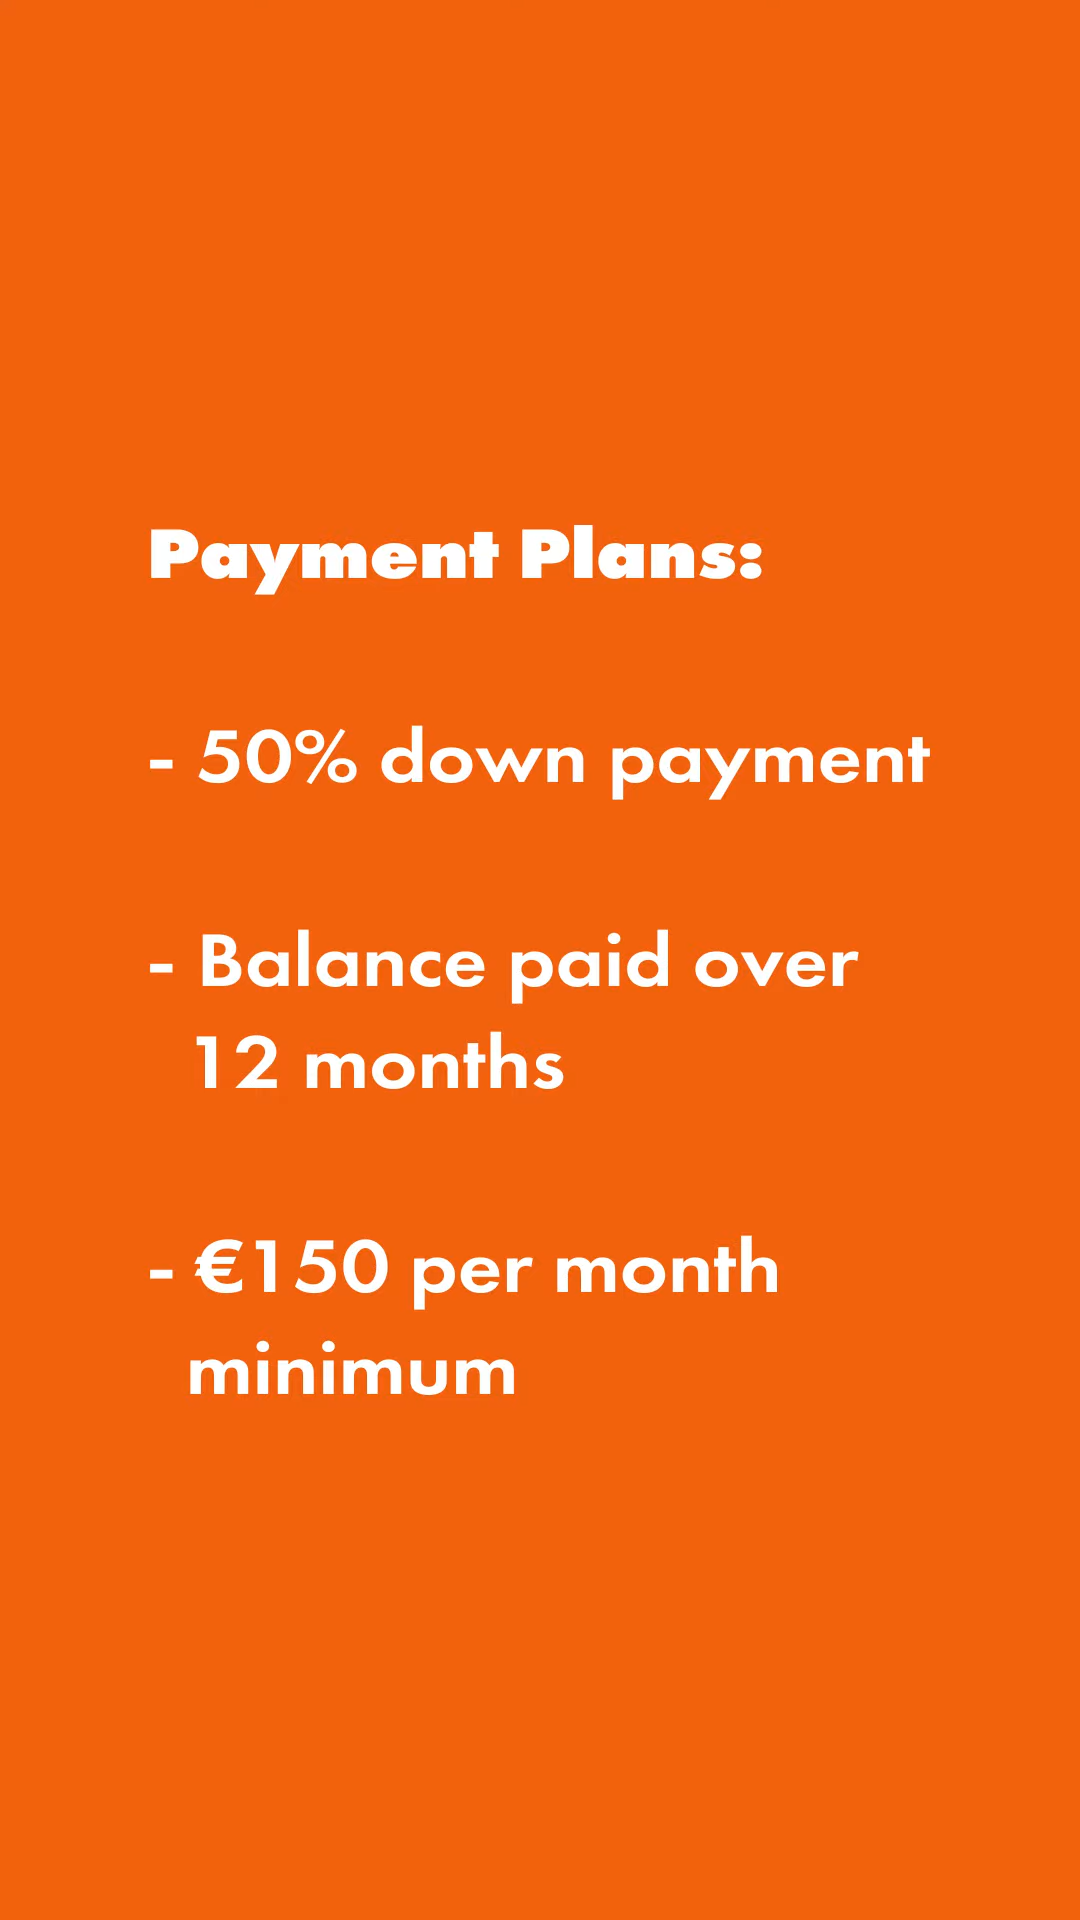 Payment Plans:
- 50% down payment
- Balance paid over
12 months
- €150 per month
minimum